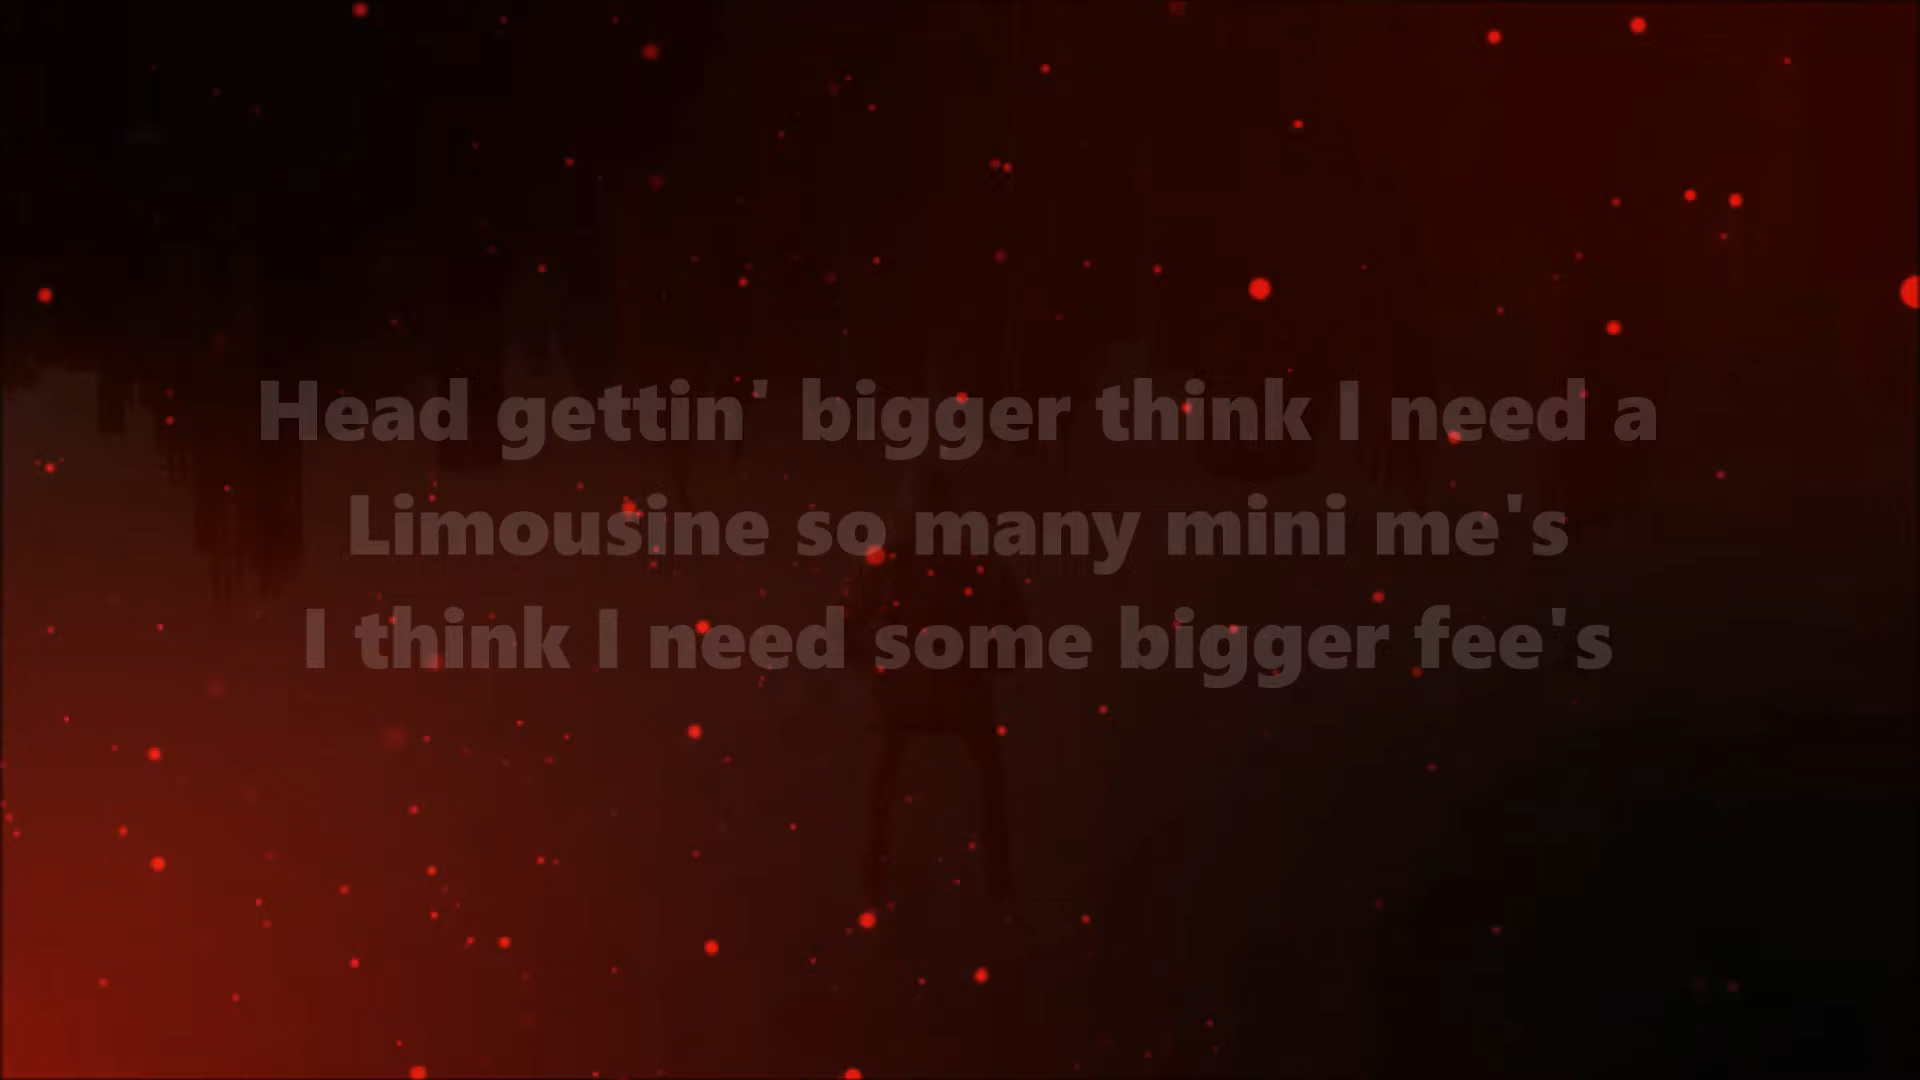 Head gettin' bigger think I need a
Limousine so many mini me's
I think I need some bigger fee's